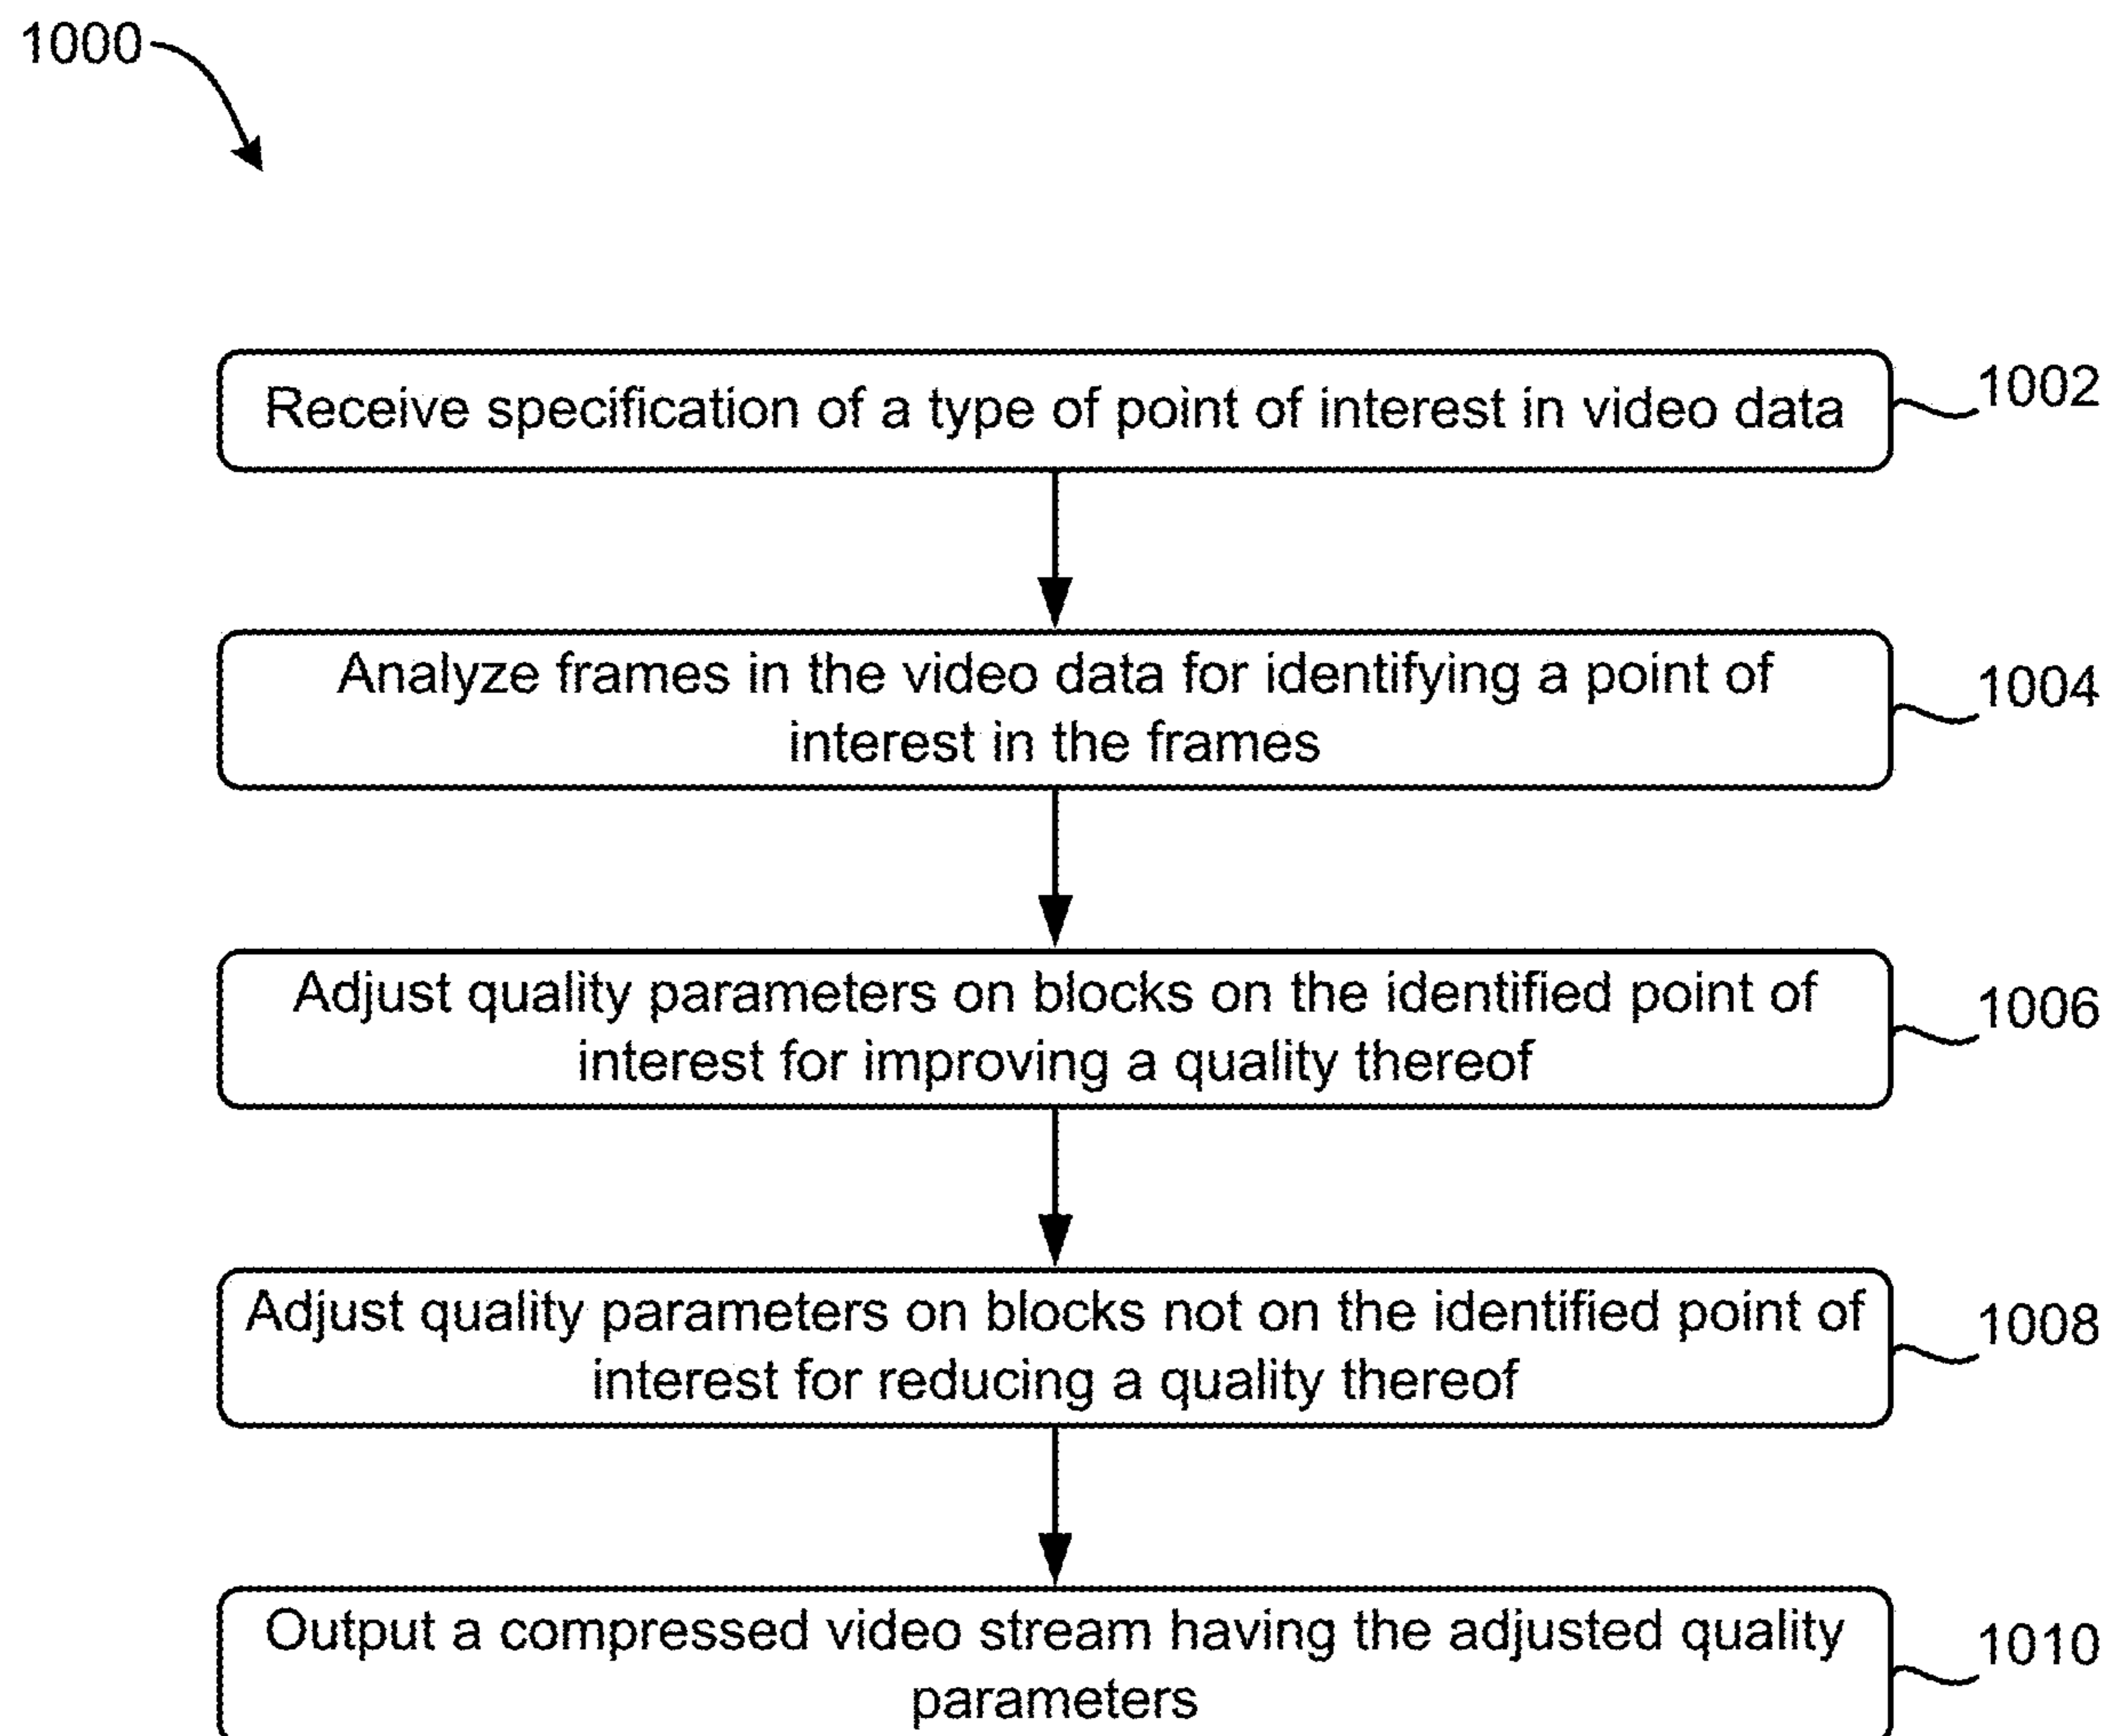 1000
Receive specification of a type of point of interest in video data
1002
Analyze frames in the video data for identifying a point of
interest in the frames
1004
Adjust quality parameters on blocks on the identified point of
interest for improving a quality thereof
1006
Adjust quality parameters on blocks not on the identified point of
interest for reducing a quality thereof
1008
Output a compressed video stream having the adjusted quality
parameters
1010